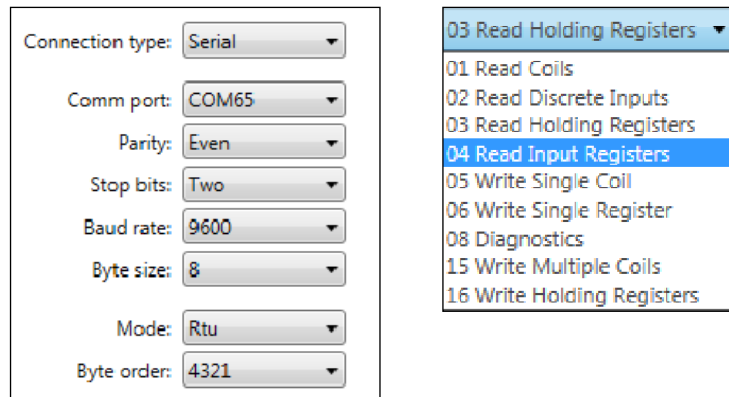 Connection type: Serial
Comm port: COM65
Parity: Even
Stop bits: Two
Baud rate: 9600
Byte size: 8
Mode: Rtu
Byte order: 4321
03 Read Holding Registers
01 Read Coils
02 Read Discrete Inputs
03 Read Holding Registers
04 Read Input Registers
05 Write Single Coil
06 Write Single Register
08 Diagnostics
15 Write Multiple Coils
16 Write Holding Registers